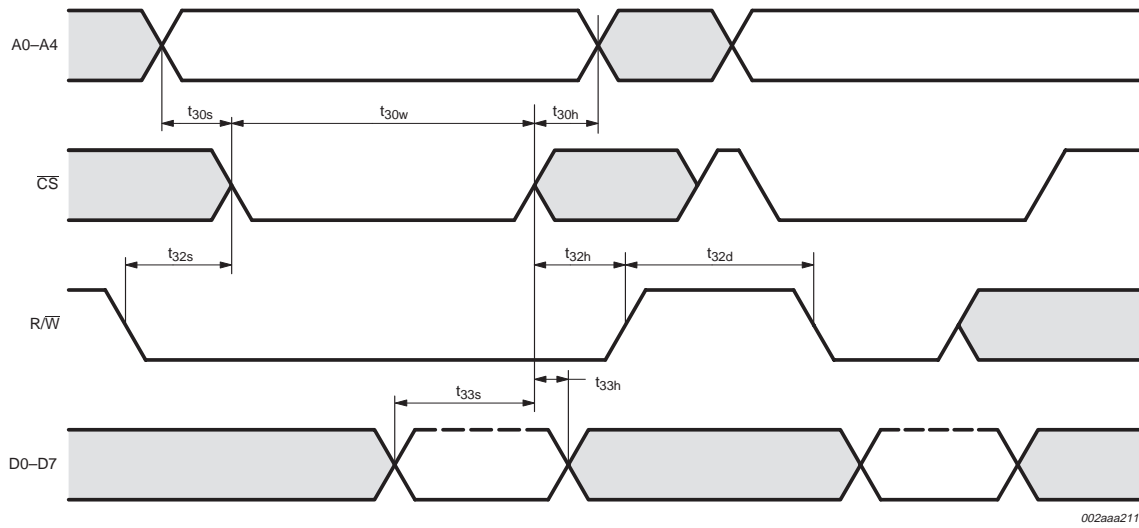 A0–A4
t30s
t30w
t30h
CS
t32s
t32h
t32d
R/W
t33s
t33h
D0–D7
002aaa211